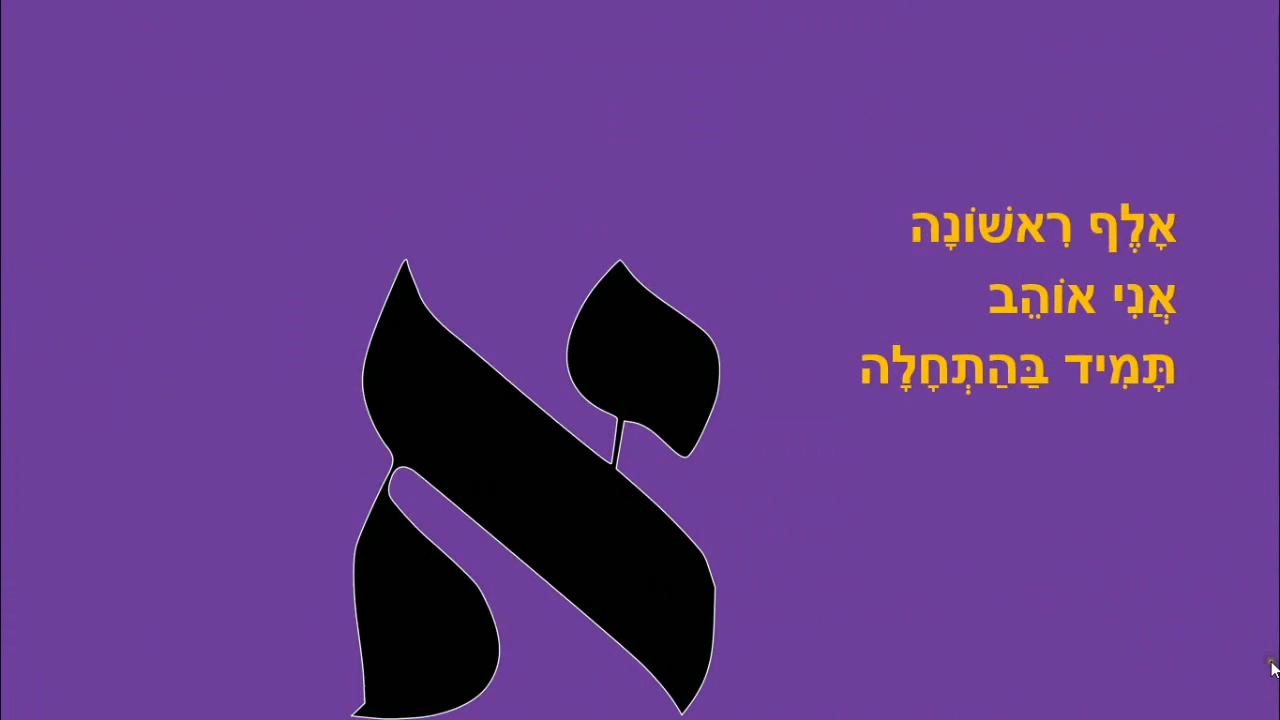 אָלֶף רִאשׁוֹנָה
אֲנִי אוֹהֵב
תָּמִיד בַּהַתְחָלָה
א